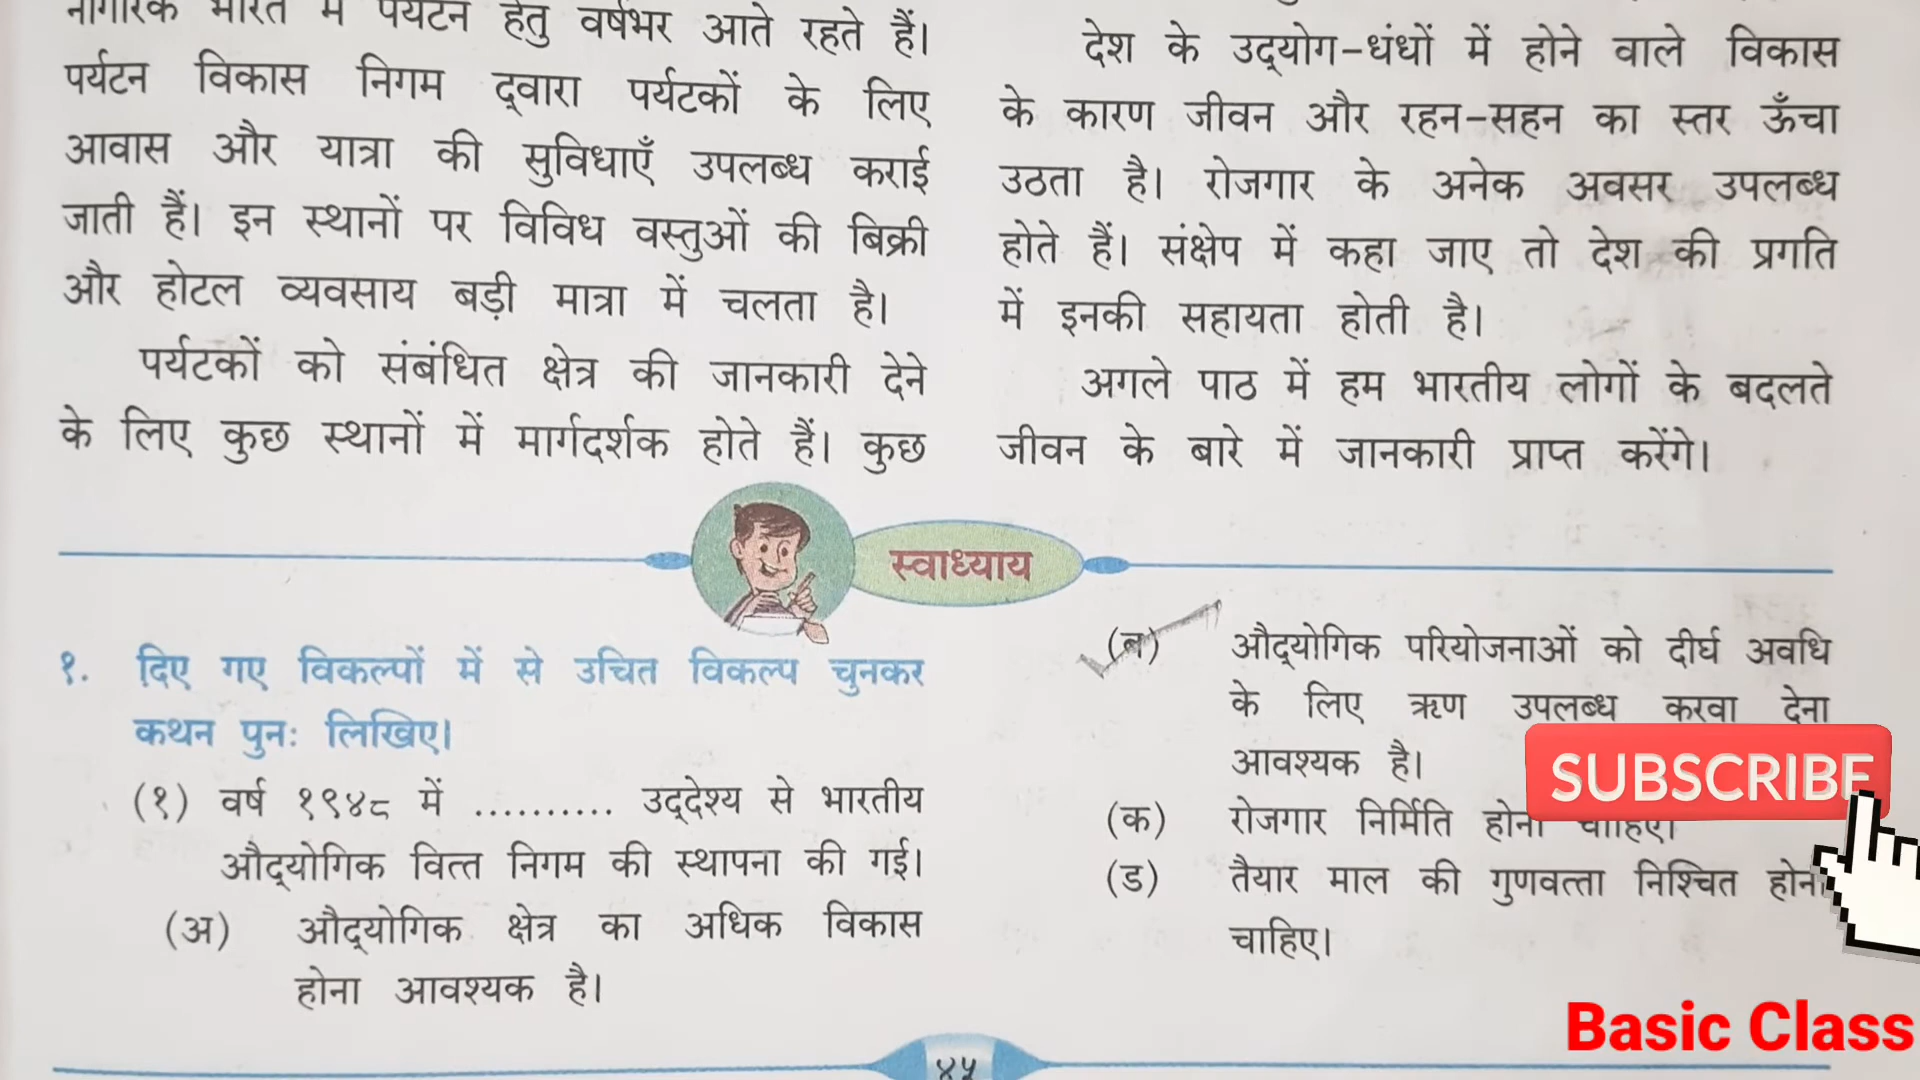 नागरिक भारत में पर्यटन हेतु वर्षभर आते रहते हैं।
पर्यटन विकास निगम द्‌वारा पर्यटकों के लिए
आवास और यात्रा की सुविधाएँ उपलब्ध कराई
जाती हैं। इन स्थानों पर विविध वस्तुओं की बिक्री
और होटल व्यवसाय बड़ी मात्रा में चलता है।
पर्यटकों को संबंधित क्षेत्र की जानकारी देने
के लिए कुछ स्थानों में मार्गदर्शक होते हैं। कुछ
देश के उद्‌योग-धंधों में होने वाले विकास
के कारण जीवन और रहन-सहन का स्तर ऊँचा
उठता है। रोजगार के अनेक अवसर उपलब्ध
होते हैं। संक्षेप में कहा जाए तो देश की प्रगति
में इनकी सहायता होती है।
अगले पाठ में हम भारतीय लोगों के बदलते
जीवन के बारे में जानकारी प्राप्त करेंगे।
स्वाध्याय
१. दिए गए विकल्पों में से उचित विकल्प चुनकर
कथन पुनः लिखिए।
(१) वर्ष १९४८ में .......... उद्‌देश्य से भारतीय
औद्‌योगिक वित्त निगम की स्थापना की गई।
(अ) औद्‌योगिक क्षेत्र का अधिक विकास
होना आवश्यक है।
(ब) औद्‌योगिक परियोजनाओं को दीर्घ अवधि
के लिए ऋण उपलब्ध करवा देना
आवश्यक है।
(क) रोजगार निर्मिति होना चाहिए।
(ड) तैयार माल की गुणवत्ता निश्चित होना
चाहिए।
SUBSCRIBE
Basic Class
४५